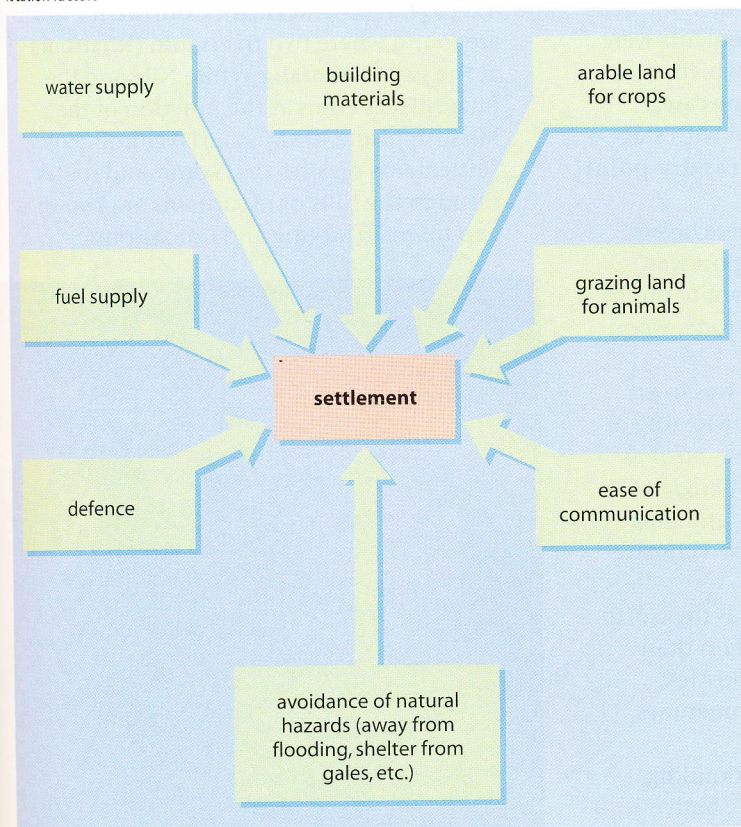 water supply
building
materials
arable land
for crops
fuel supply
grazing land
for animals
settlement
defence
ease of
communication
avoidance of natural
hazards (away from
flooding, shelter from
gales, etc.)